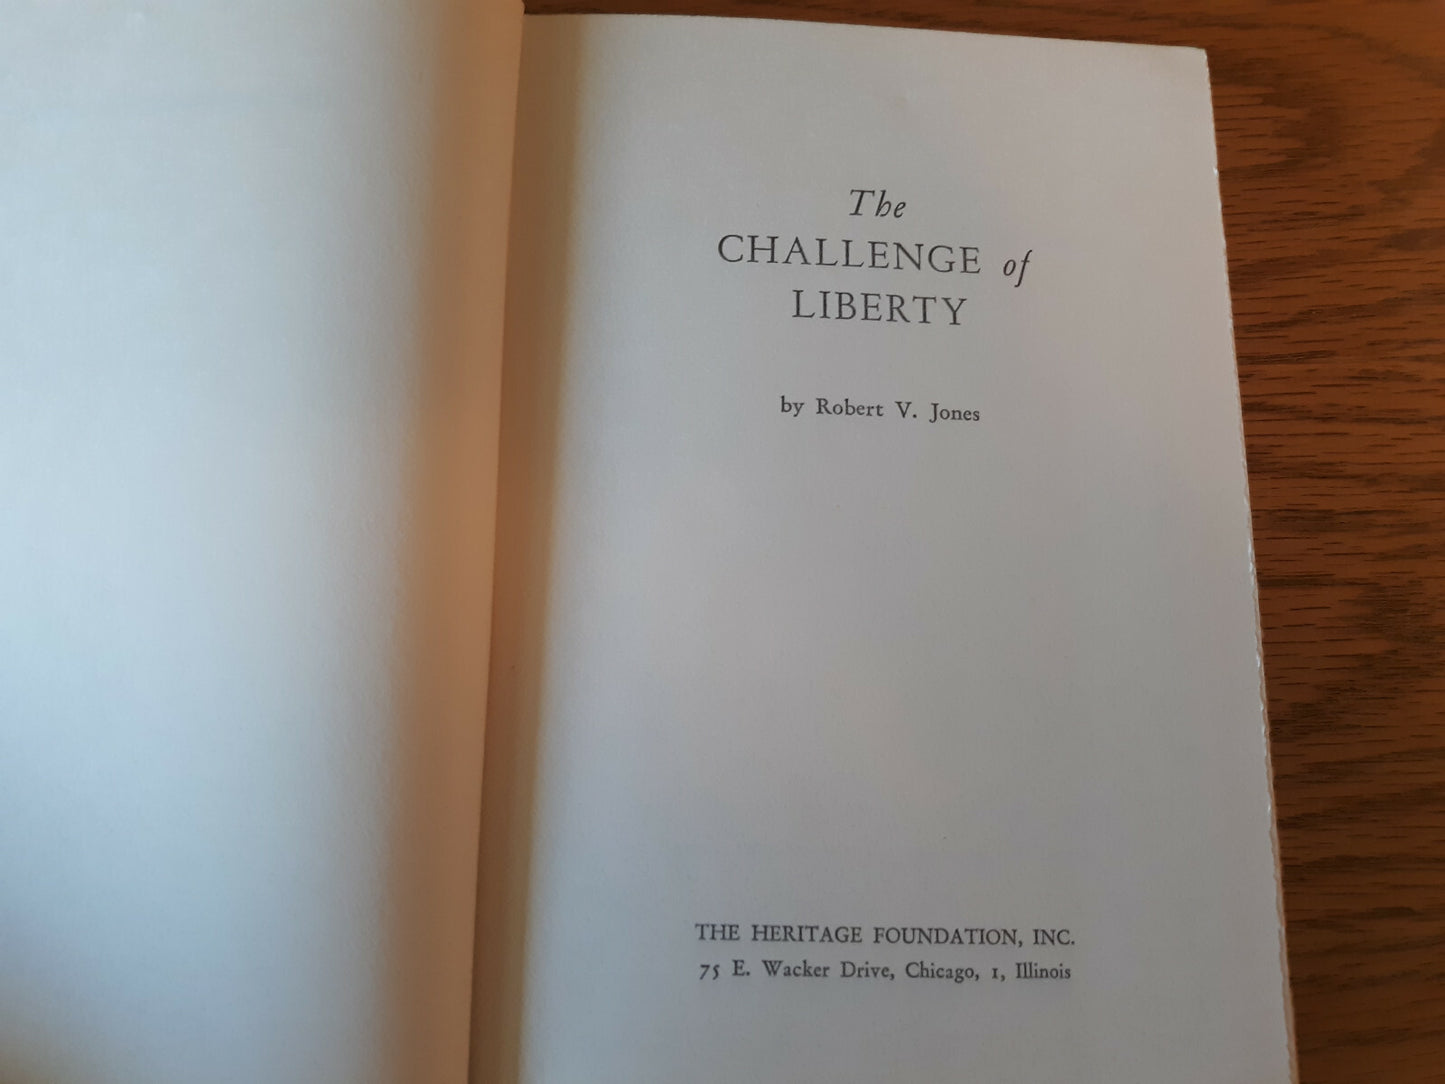 The
CHALLENGE of
LIBERTY
by Robert V. Jones
THE HERITAGE FOUNDATION, INC.
75 E. Wacker Drive, Chicago, 1, Illinois